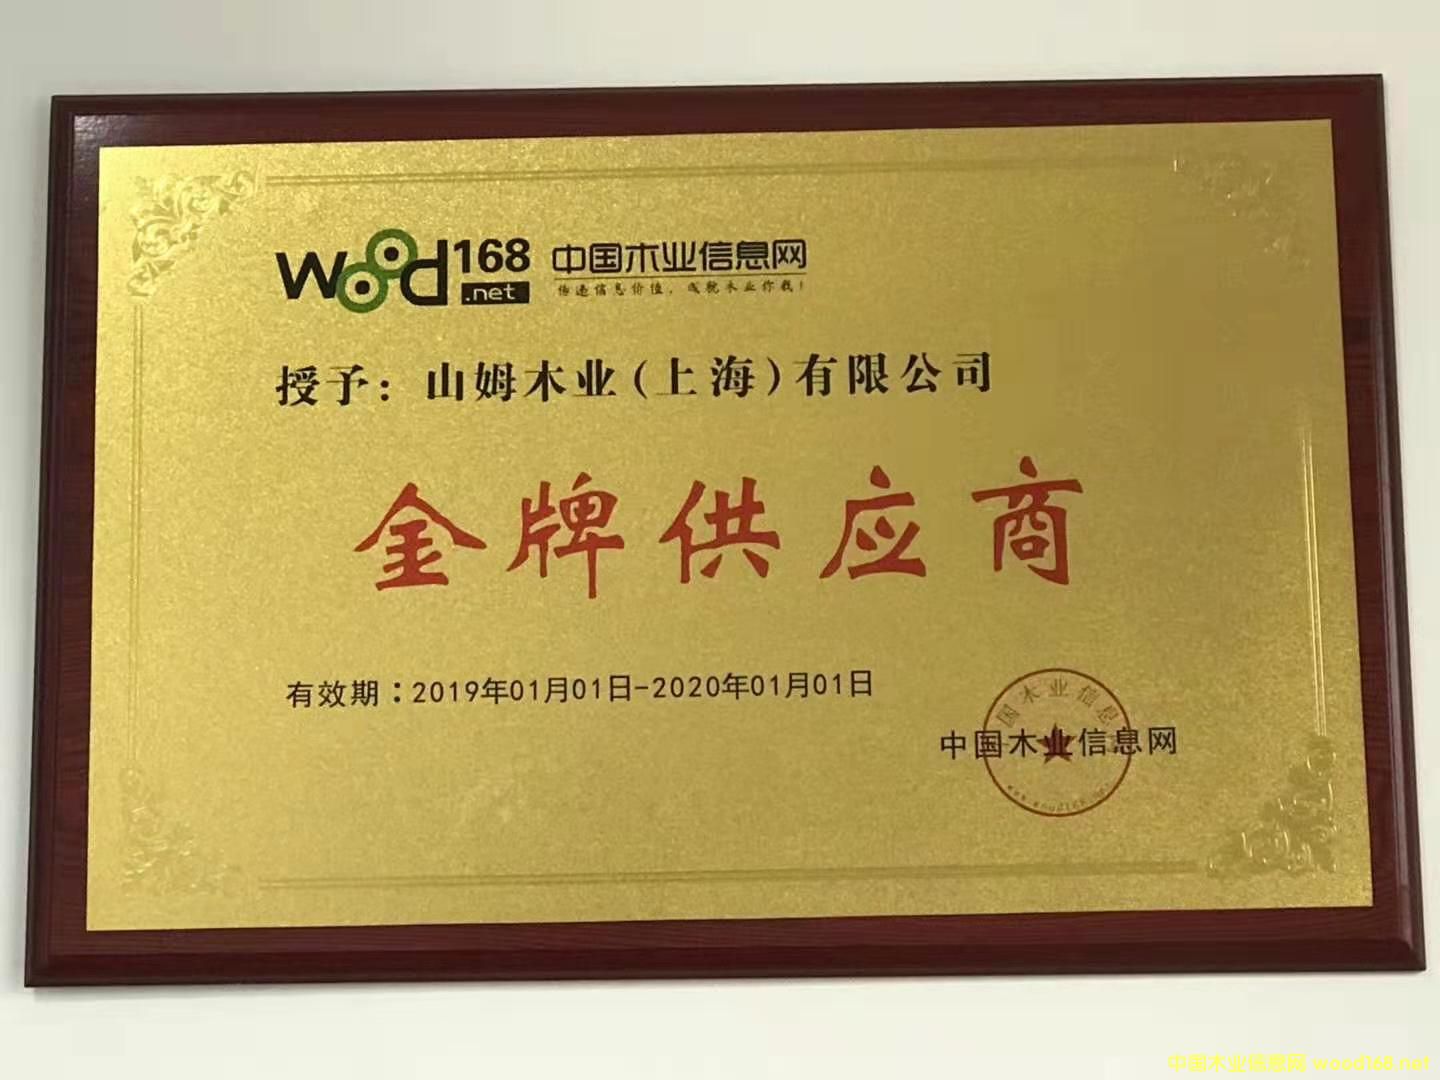 wood168.net 中国木业信息网
传递信息价值，成就木业你我！
授予：山姆木业(上海)有限公司
金牌供应商
有效期：2019年01月01日-2020年01月01日
国木业信息
中国木业信息网
www.wood168.net
中国木业信息网 wood168.net